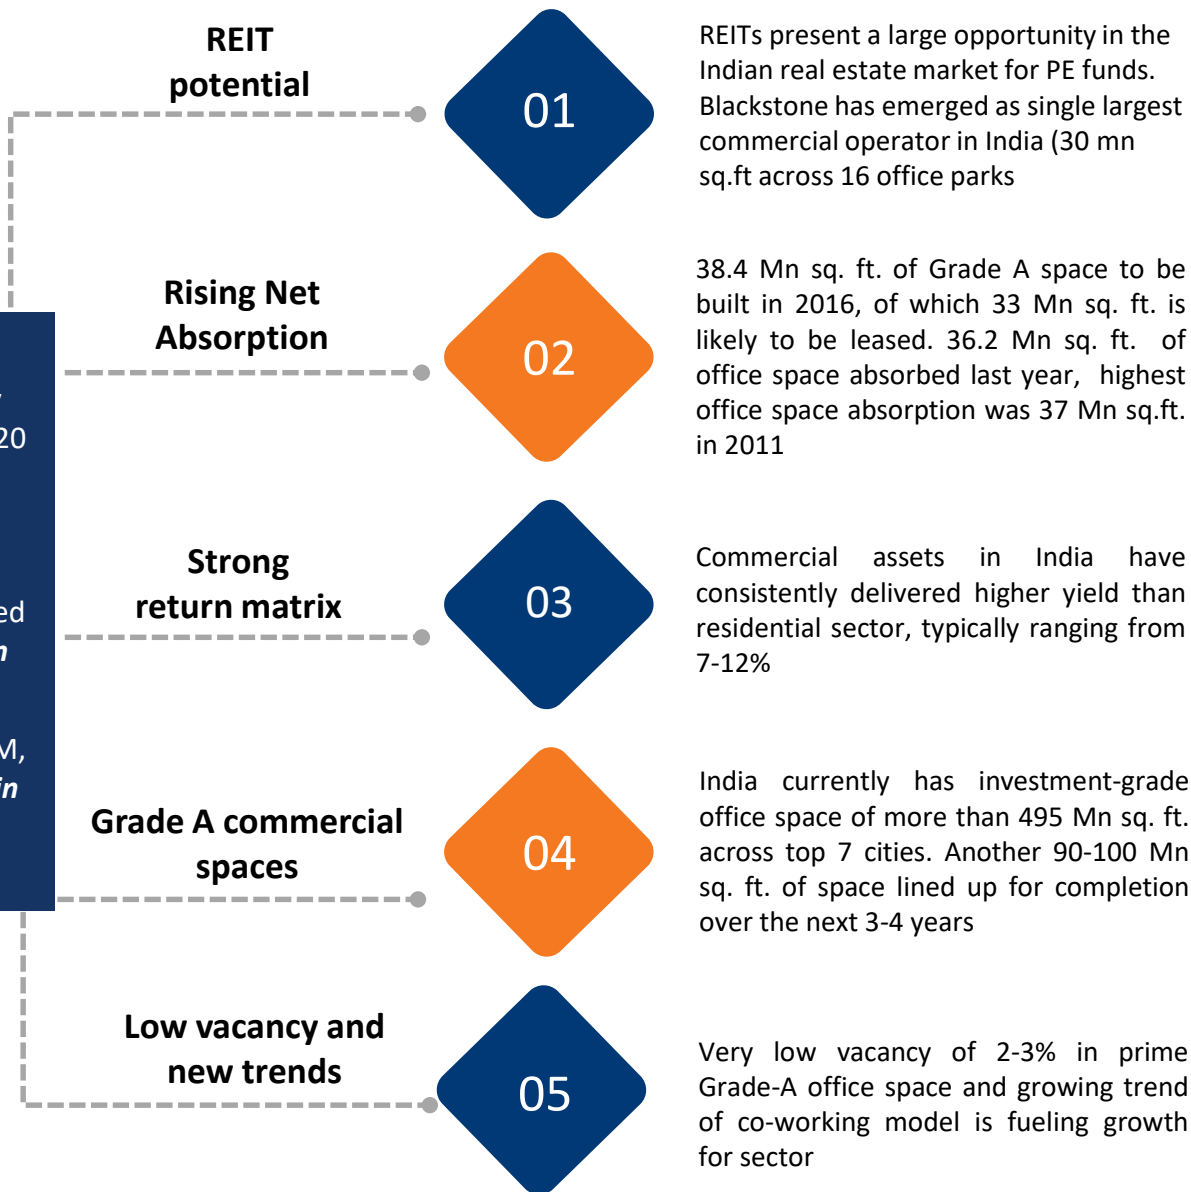 REIT
potential
01
REITs present a large opportunity in the
Indian real estate market for PE funds.
Blackstone has emerged as single largest
commercial operator in India (30 mn
sq.ft across 16 office parks
Rising Net
Absorption
02
38.4 Mn sq. ft. of Grade A space to be
built in 2016, of which 33 Mn sq. ft. is
likely to be leased. 36.2 Mn sq. ft. of
office space absorbed last year, highest
office space absorption was 37 Mn sq.ft.
in 2011
20
Strong
return matrix
03
Commercial assets in India have
consistently delivered higher yield than
residential sector, typically ranging from
7-12%
ed
M,
in
Grade A commercial
spaces
04
India currently has investment-grade
office space of more than 495 Mn sq. ft.
across top 7 cities. Another 90-100 Mn
sq. ft. of space lined up for completion
over the next 3-4 years
Low vacancy and
new trends
05
Very low vacancy of 2-3% in prime
Grade-A office space and growing trend
of co-working model is fueling growth
for sector